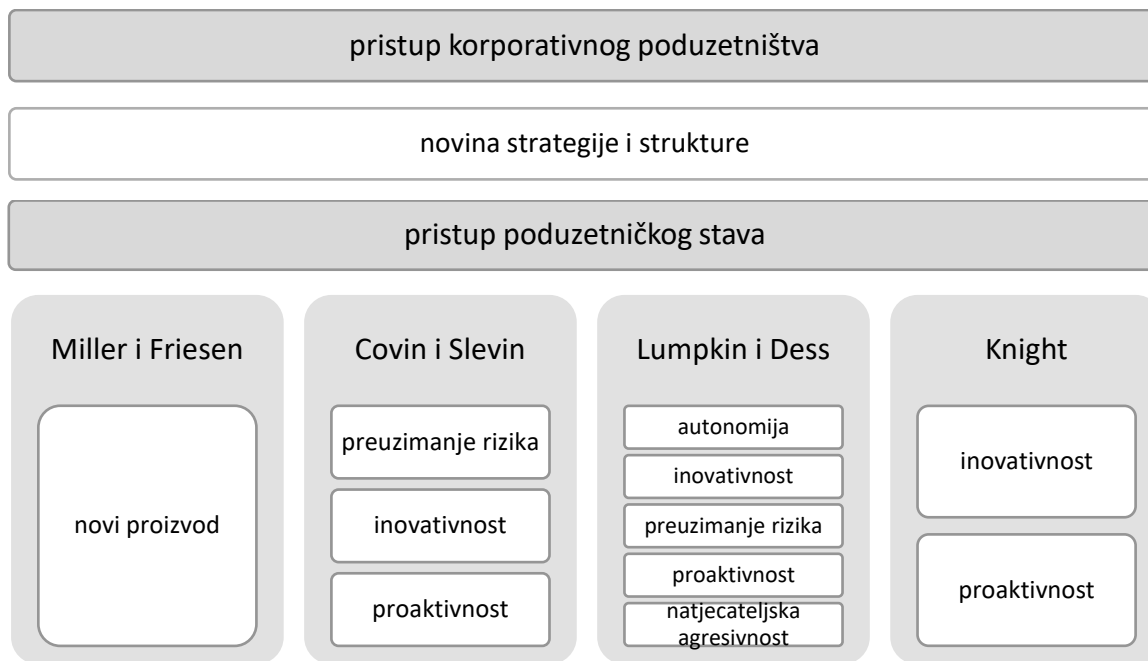 pristup korporativnog poduzetništva
novina strategije i strukture
pristup poduzetničkog stava
Miller i Friesen
novi proizvod
Covin i Slevin
preuzimanje rizika
inovativnost
proaktivnost
Lumpkin i Dess
autonomija
inovativnost
preuzimanje rizika
proaktivnost
natjecateljska
agresivnost
Knight
inovativnost
proaktivnost